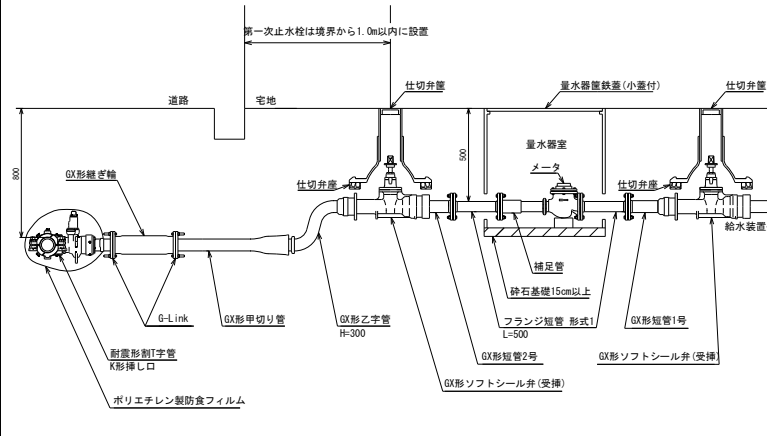 第一次止水栓は境界から1.0m以内に設置
仕切弁筐
量水器筐鉄蓋(小蓋付)
仕切弁筐
道路
宅地
800
500
量水器室
メータ
GX形継ぎ輪
仕切弁座
仕切弁座
給水装置
補足管
砕石基礎15cm以上
G-Link
GX形甲切り管
GX形乙字管
H=300
フランジ短管 形式1
L=500
GX形短管1号
耐震形割T字管
K形挿し口
GX形短管2号
GX形ソフトシール弁(受挿)
GX形ソフトシール弁(受挿)
ポリエチレン製防食フィルム